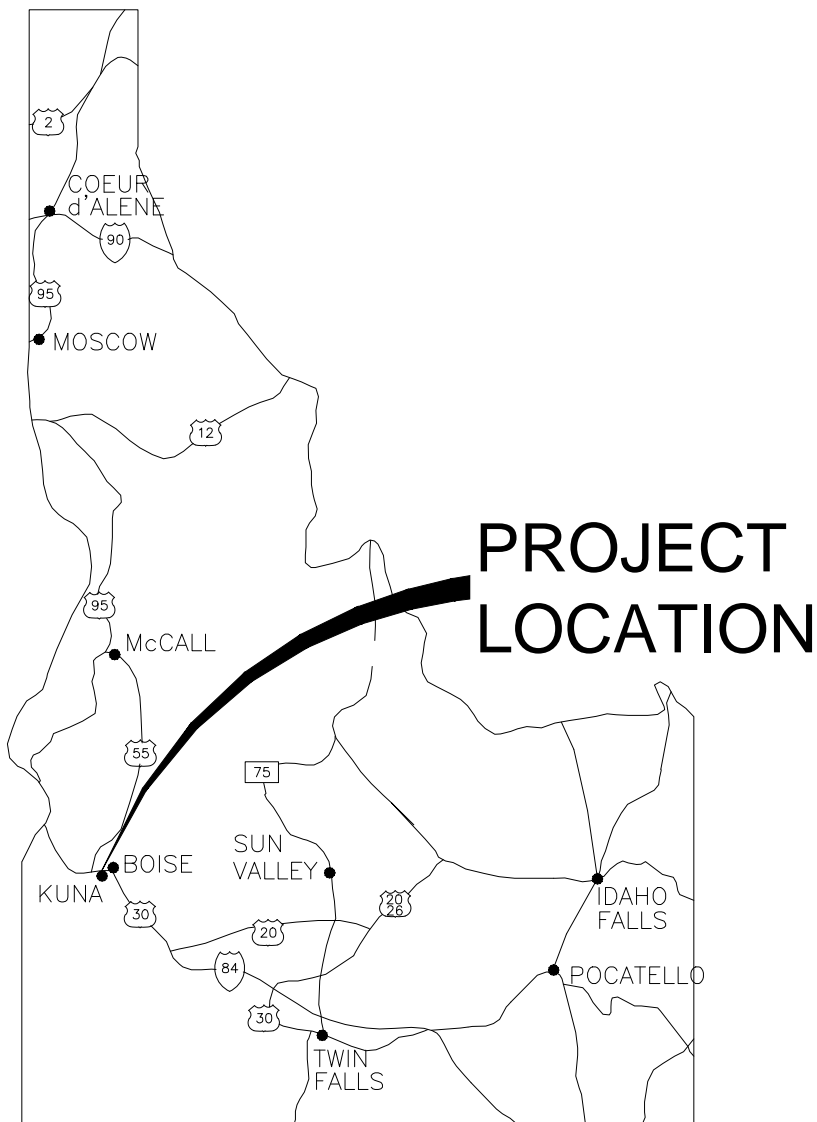 2
COEUR
d'ALENE
90
95
MOSCOW
12
PROJECT
LOCATION
95
McCALL
55
75
SUN
VALLEY
BOISE
KUNA
30
20
26
IDAHO
FALLS
20
84
POCATELLO
30
TWIN
FALLS